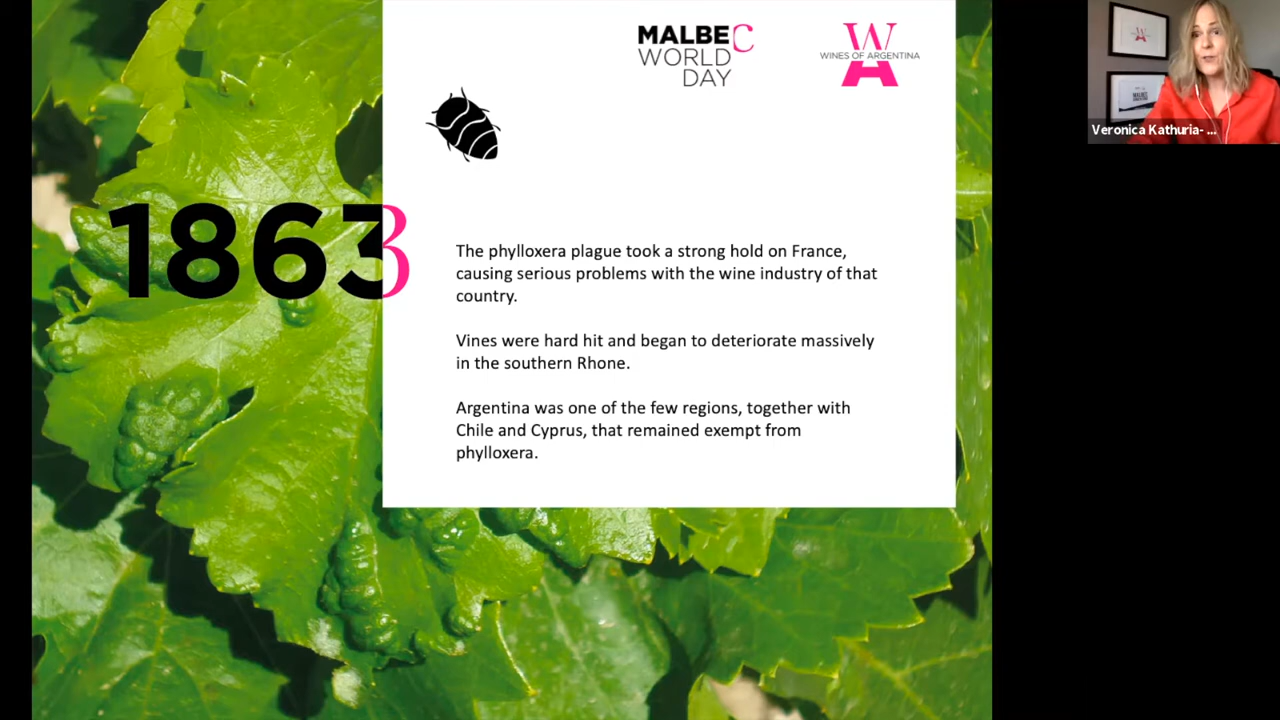 MALBEC
WORLD
DAY
WINES OF ARGENTINA
Veronica Kathuria- ...
1863
The phylloxera plague took a strong hold on France,
causing serious problems with the wine industry of that
country.
Vines were hard hit and began to deteriorate massively
in the southern Rhone.
Argentina was one of the few regions, together with
Chile and Cyprus, that remained exempt from
phylloxera.